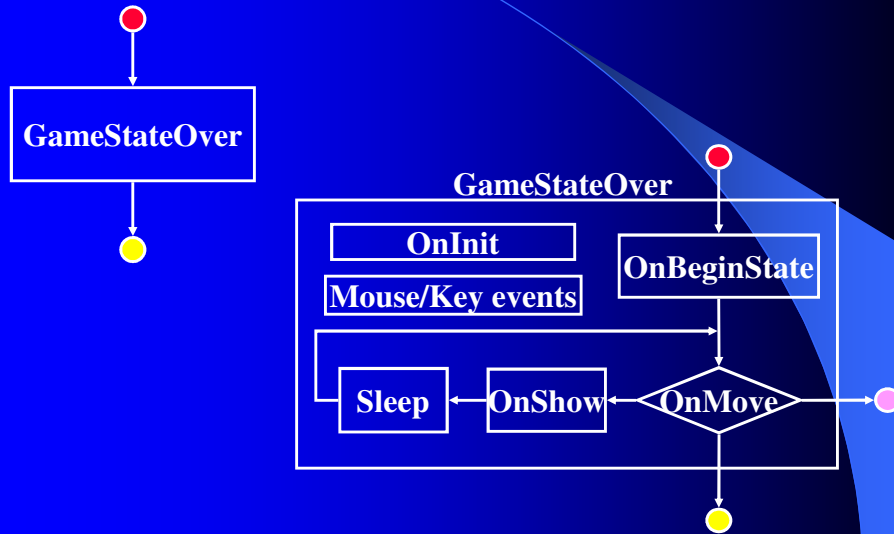 GameStateOver
GameStateOver
OnInit
OnBeginState
Mouse/Key events
Sleep
OnShow
OnMove